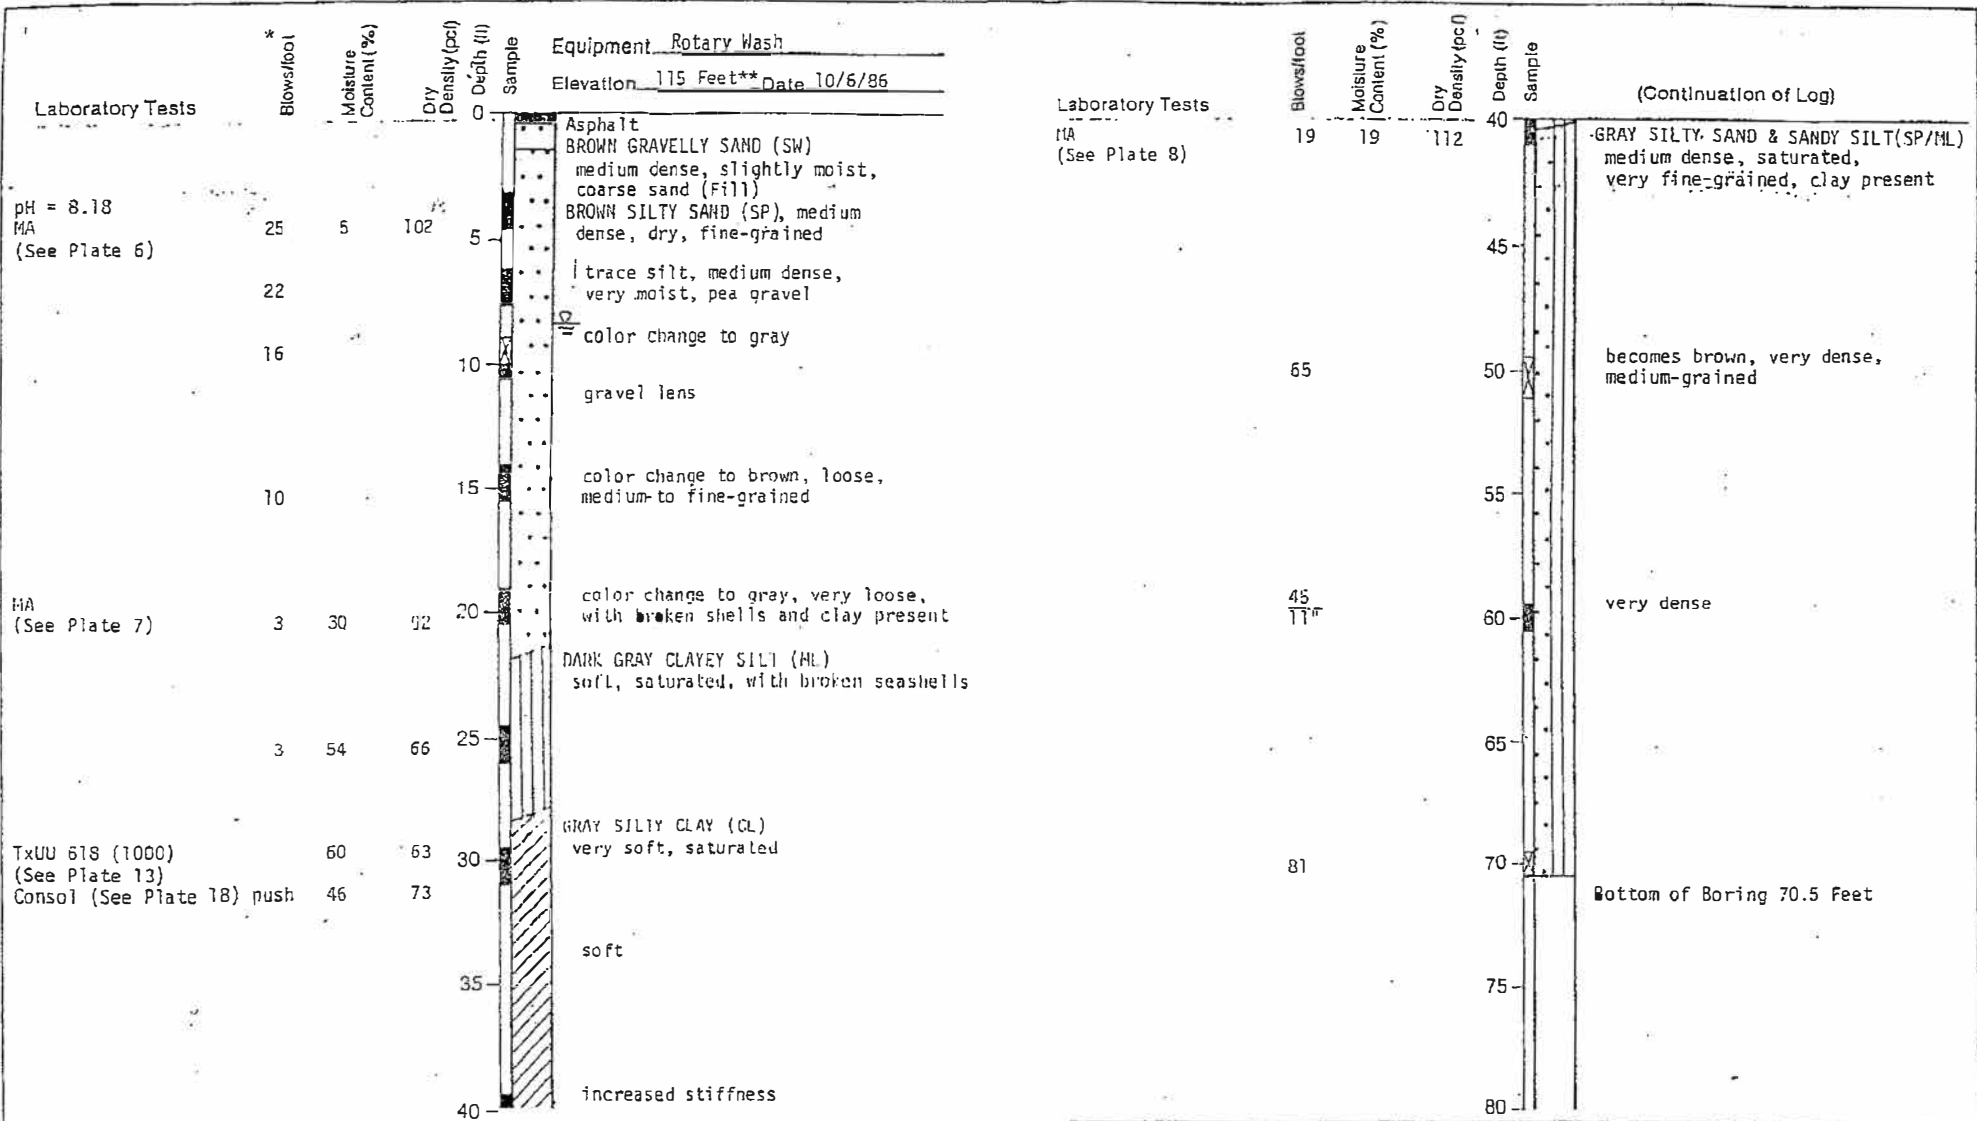 Laboratory Tests
*
Blows/foot
Moisture
Content (%)
Dry
Density (pcf)
Depth (ft)
Sample
Equipment Rotary Wash
Elevation 115 Feet** Date 10/6/86
0
Asphalt
BROWN GRAVELLY SAND (SW)
medium dense, slightly moist,
coarse sand (Fill)
pH = 8.18
MA 25 5 102
(See Plate 6)
BROWN SILTY SAND (SP), medium
dense, dry, fine-grained
5
trace silt, medium dense,
very moist, pea gravel
22
color change to gray
16
10
gravel lens
color change to brown, loose,
medium-to fine-grained
10
15
color change to gray, very loose,
with broken shells and clay present
MA
(See Plate 7) 3 30 92
20
DARK GRAY CLAYEY SILT (ML)
soft, saturated, with broken seashells
3 54 66
25
GRAY SILTY CLAY (CL)
very soft, saturated
TxUU 618 (1000) 60 63
(See Plate 13)
Consol (See Plate 18) push 46 73
30
soft
35
increased stiffness
40
Laboratory Tests
Blows/foot
Moisture
Content (%)
Dry
Density (pcf)
Depth (ft)
Sample
(Continuation of Log)
40
MA 19 19 112
(See Plate 8)
GRAY SILTY SAND & SANDY SILT(SP/ML)
medium dense, saturated,
very fine-grained, clay present
45
becomes brown, very dense,
medium-grained
65
50
55
45
11"
60
very dense
65
81
70
Bottom of Boring 70.5 Feet
75
80